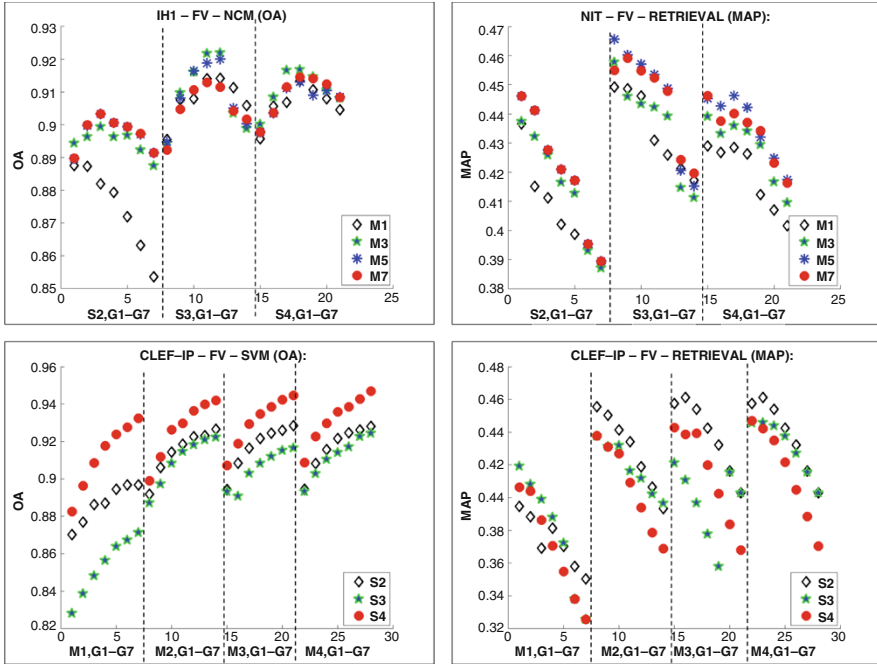 IH1 – FV – NCM (OA)
0.93
0.92
0.91
0.9
0.89
0.88
0.87
0.86
0.85
OA
M1
M3
M5
M7
0 5 10 15 20 25
S2,G1–G7 S3,G1–G7 S4,G1–G7
NIT – FV – RETRIEVAL (MAP):
0.47
0.46
0.45
0.44
0.43
0.42
0.41
0.4
0.39
0.38
MAP
M1
M3
M5
M7
0 5 10 15 20 25
S2,G1–G7 S3,G1–G7 S4,G1–G7
CLEF–IP – FV – SVM (OA):
0.96
0.94
0.92
0.9
0.88
0.86
0.84
0.82
OA
S2
S3
S4
0 5 10 15 20 25 30
M1,G1–G7 M2,G1–G7 M3,G1–G7 M4,G1–G7
CLEF–IP – FV – RETRIEVAL (MAP):
0.48
0.46
0.44
0.42
0.40
0.38
0.36
0.34
0.32
MAP
S2
S3
S4
0 5 10 15 20 25 30
M1,G1–G7 M2,G1–G7 M3,G1–G7 M4,G1–G7